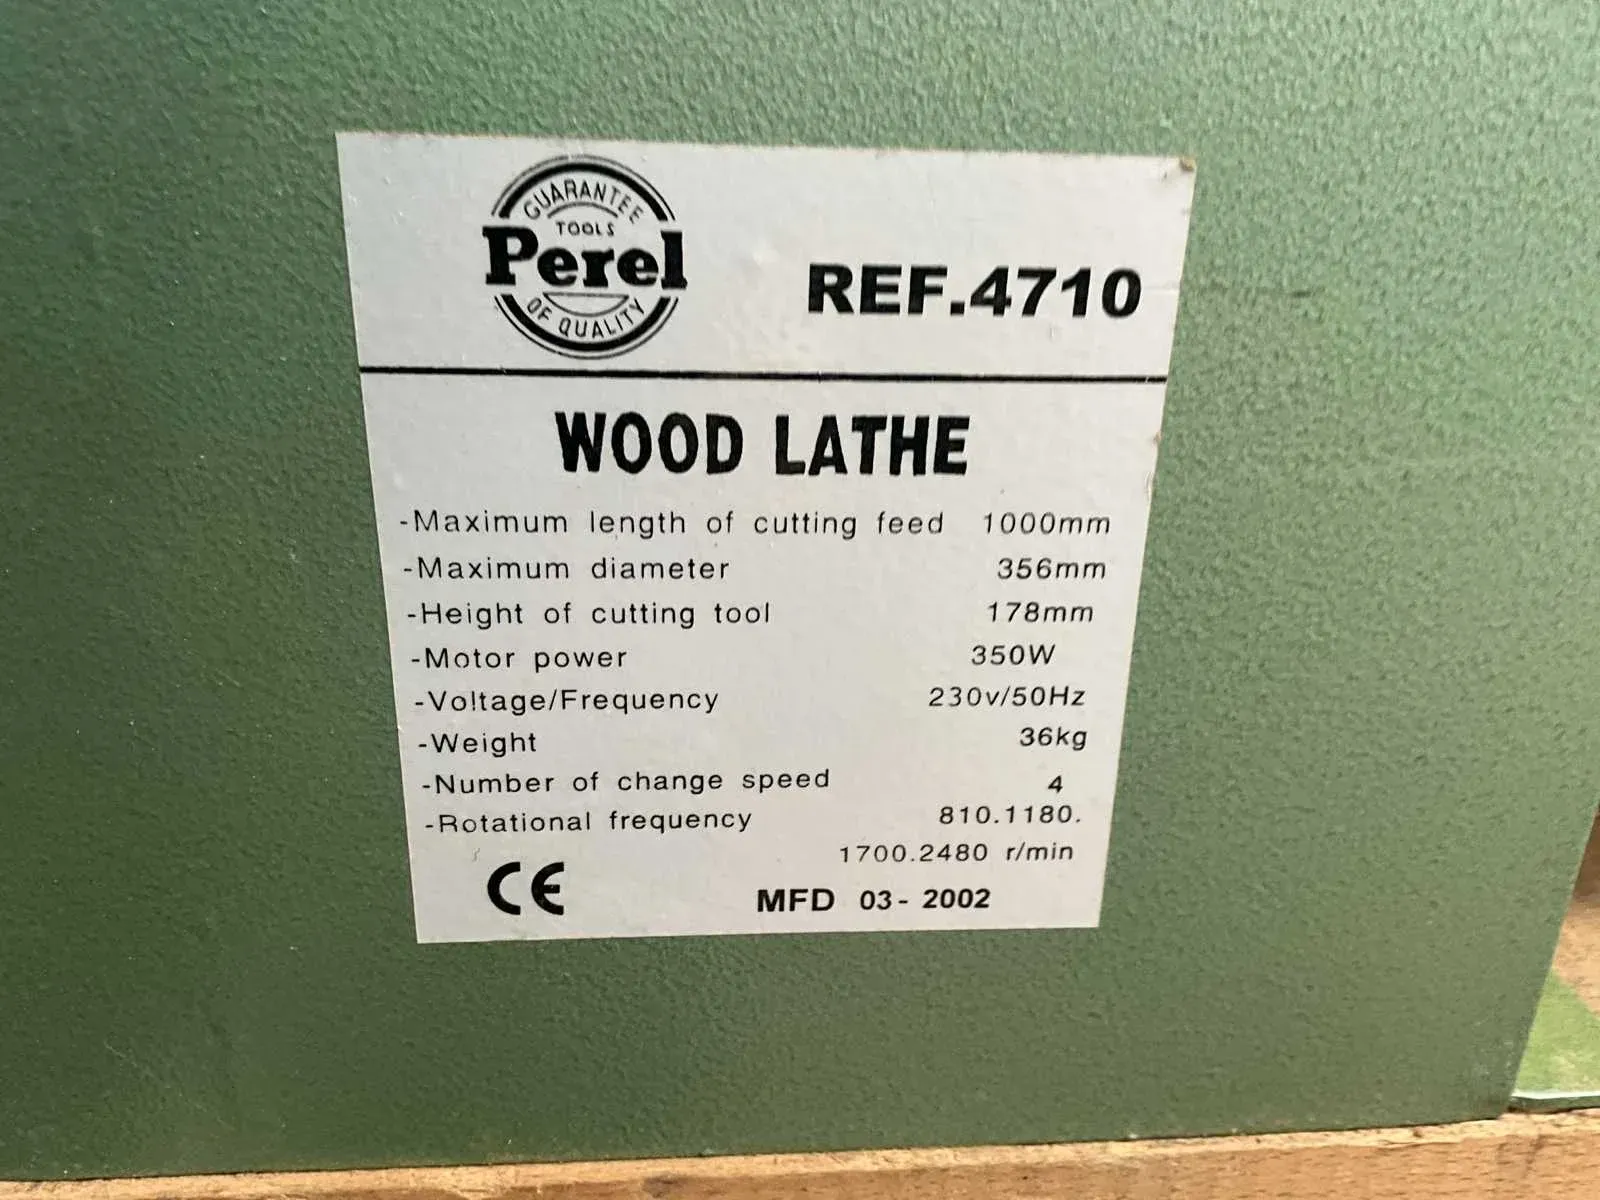 GUARANTEE
TOOLS
Perel
OF QUALITY
REF.4710
WOOD LATHE
-Maximum length of cutting feed 1000mm
-Maximum diameter 356mm
-Height of cutting tool 178mm
-Motor power 350W
-Voltage/Frequency 230v/50Hz
-Weight 36kg
-Number of change speed 4
-Rotational frequency 810.1180.
1700.2480 r/min
CE MFD 03-2002